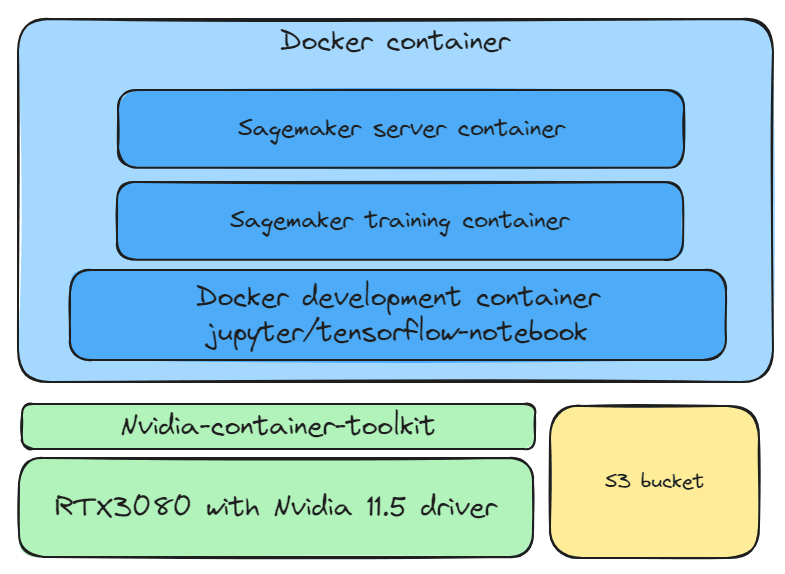 Docker container
Sagemaker server container
Sagemaker training container
Docker development container
jupyter/tensorflow-notebook
Nvidia-container-toolkit
S3 bucket
RTX3080 with Nvidia 11.5 driver